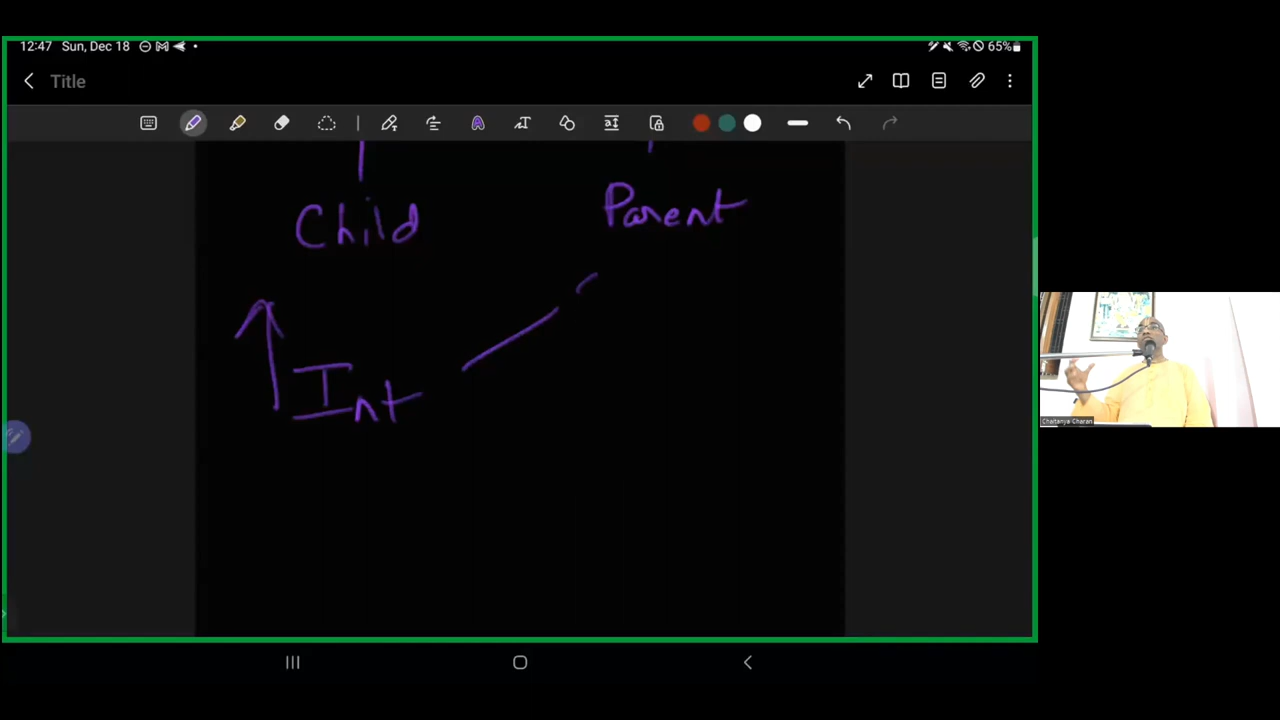 12:47 Sun, Dec 18 65%
Title
Child Parent
Int
Chaitanya Charan